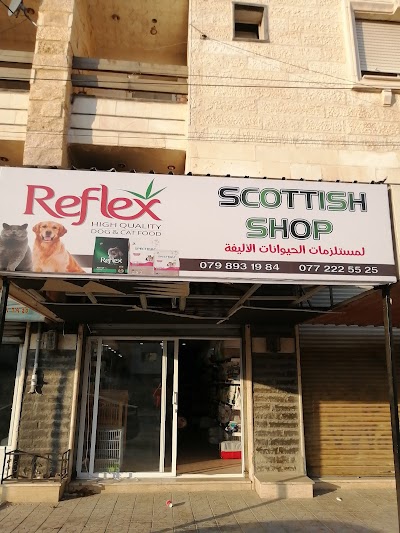 Reflex
HIGH QUALITY
DOG & CAT FOOD
Reflex
SCOTTISH
SHOP
لمستلزمات الحيوانات الأليفة
079 893 19 84 077 222 55 25